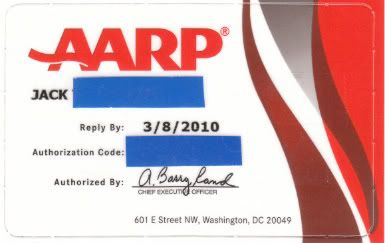 AARP®
JACK
Reply By: 3/8/2010
Authorization Code:
Authorized By: A. Barry Rand
CHIEF EXECUTIVE OFFICER
601 E Street NW, Washington, DC 20049